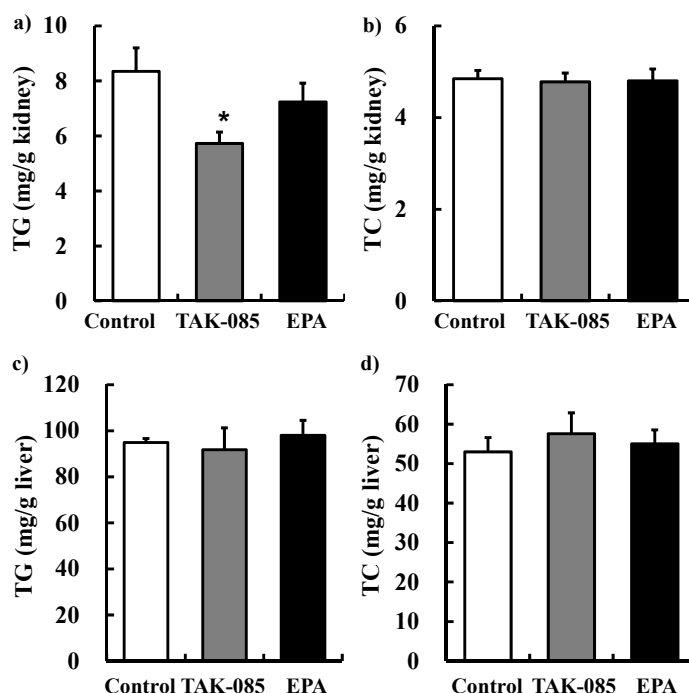 a)
TG (mg/g kidney)
10
8
6
4
2
0
*
Control TAK-085 EPA
b)
TC (mg/g kidney)
6
4
2
0
Control TAK-085 EPA
c)
TG (mg/g liver)
120
100
80
60
40
20
0
Control TAK-085 EPA
d)
TC (mg/g liver)
70
60
50
40
30
20
10
0
Control TAK-085 EPA